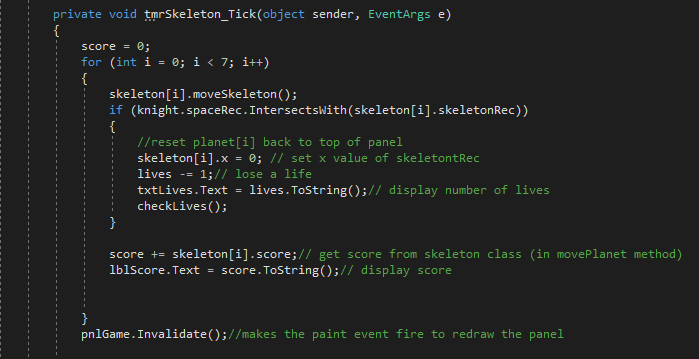 private void tmrSkeleton_Tick(object sender, EventArgs e)
{
score = 0;
for (int i = 0; i < 7; i++)
{
skeleton[i].moveSkeleton();
if (knight.spaceRec.IntersectsWith(skeleton[i].skeletonRec))
{
//reset planet[i] back to top of panel
skeleton[i].x = 0; // set x value of skeletontRec
lives -= 1;// lose a life
txtLives.Text = lives.ToString();// display number of lives
checkLives();
}
score += skeleton[i].score;// get score from skeleton class (in movePlanet method)
lblScore.Text = score.ToString();// display score
}
pnlGame.Invalidate();//makes the paint event fire to redraw the panel